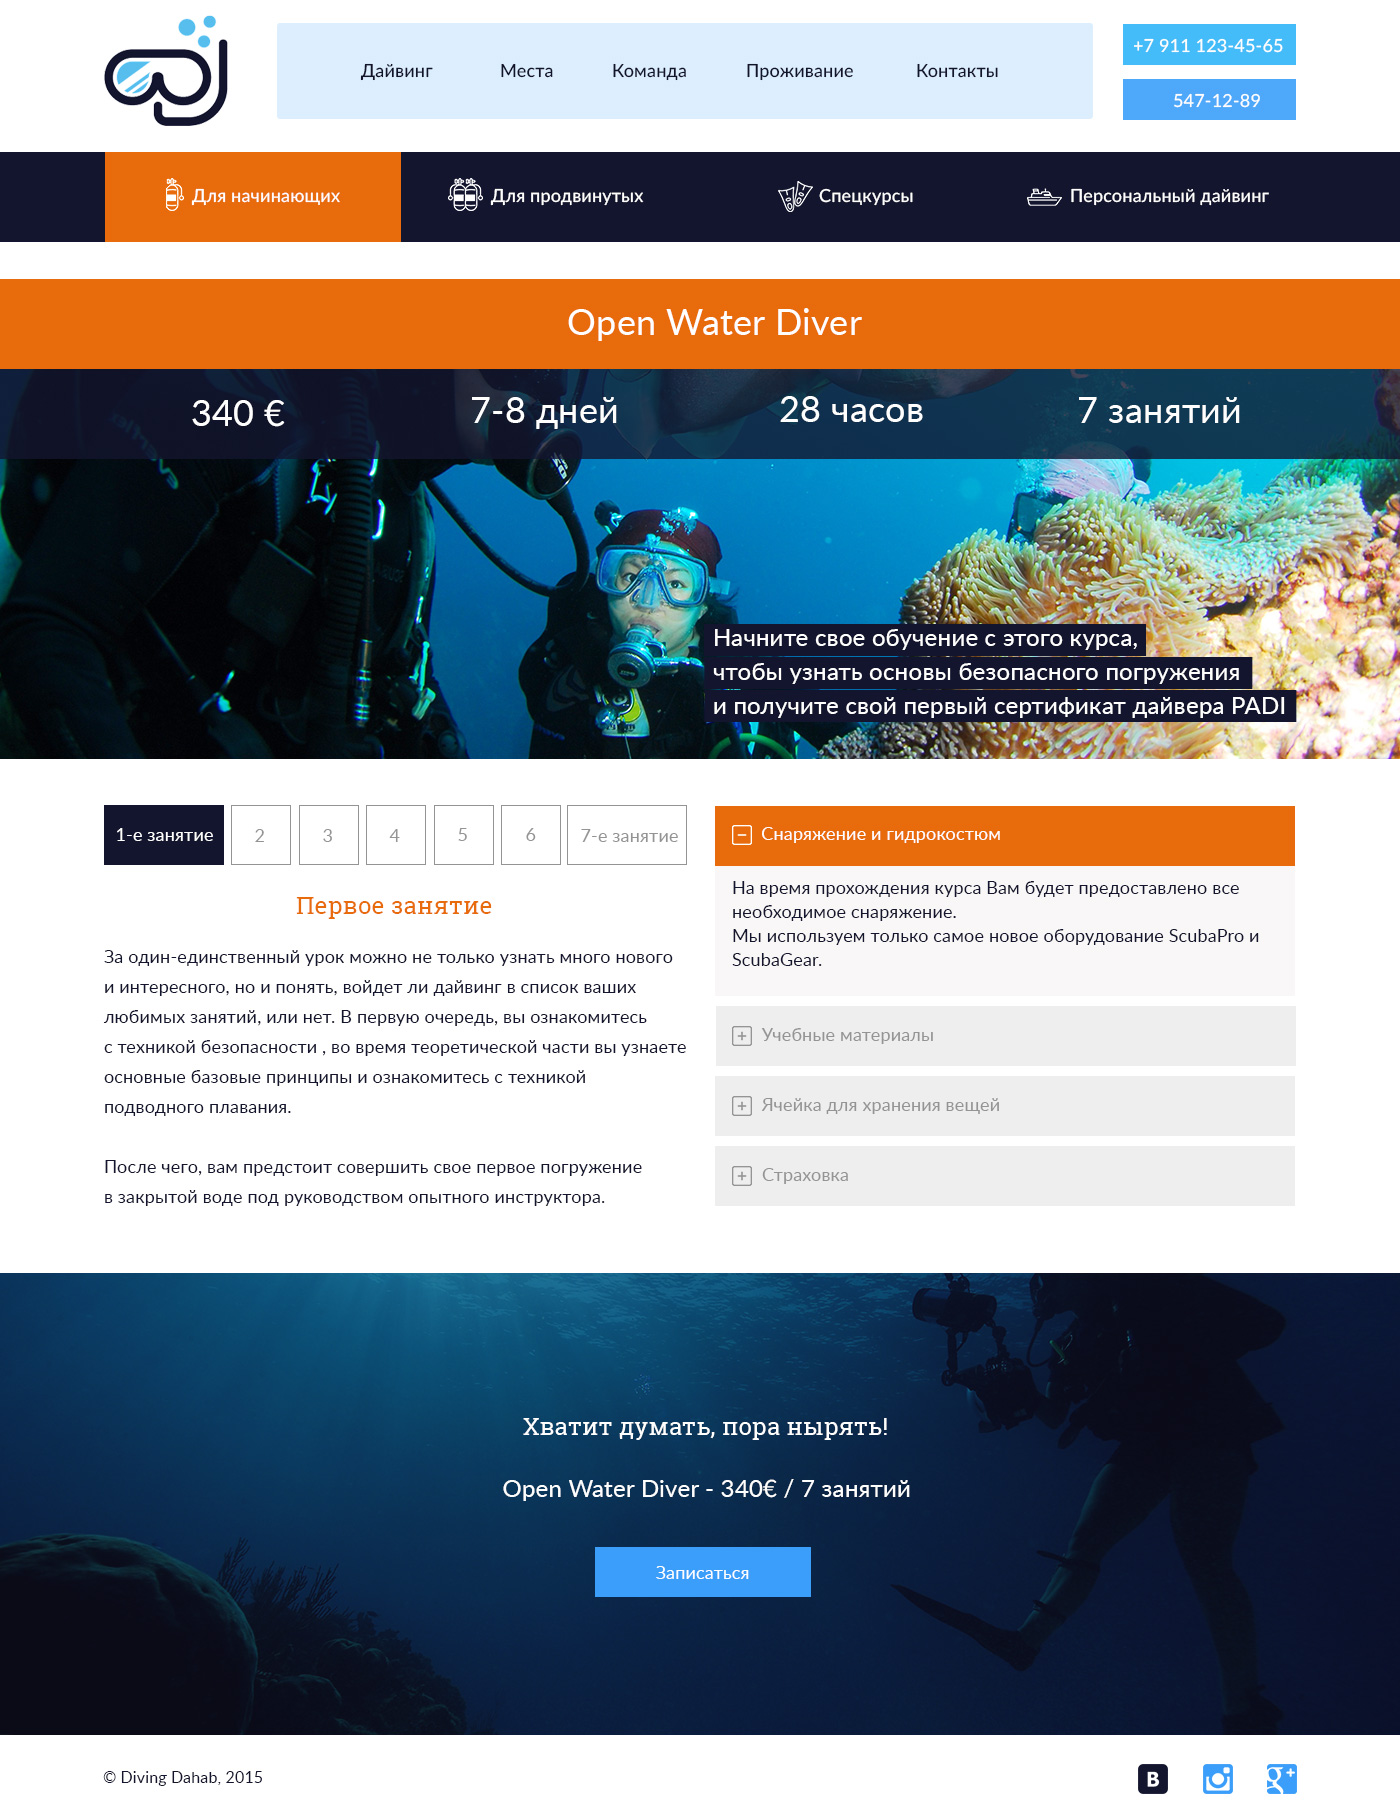 Дайвинг Места Команда Проживание Контакты
+7 911 123-45-65
547-12-89
Для начинающих Для продвинутых Спецкурсы Персональный дайвинг
Open Water Diver
340 € 7-8 дней 28 часов 7 занятий
Начните свое обучение с этого курса,
чтобы узнать основы безопасного погружения
и получите свой первый сертификат дайвера PADI
1-е занятие 2 3 4 5 6 7-е занятие
Первое занятие
За один-единственный урок можно не только узнать много нового
и интересного, но и понять, войдет ли дайвинг в список ваших
любимых занятий, или нет. В первую очередь, вы ознакомитесь
с техникой безопасности , во время теоретической части вы узнаете
основные базовые принципы и ознакомитесь с техникой
подводного плавания.
После чего, вам предстоит совершить свое первое погружение
в закрытой воде под руководством опытного инструктора.
Снаряжение и гидрокостюм
На время прохождения курса Вам будет предоставлено все
необходимое снаряжение.
Мы используем только самое новое оборудование ScubaPro и
ScubaGear.
Учебные материалы
Ячейка для хранения вещей
Страховка
Хватит думать, пора нырять!
Open Water Diver - 340€ / 7 занятий
Записаться
© Diving Dahab, 2015
B g+